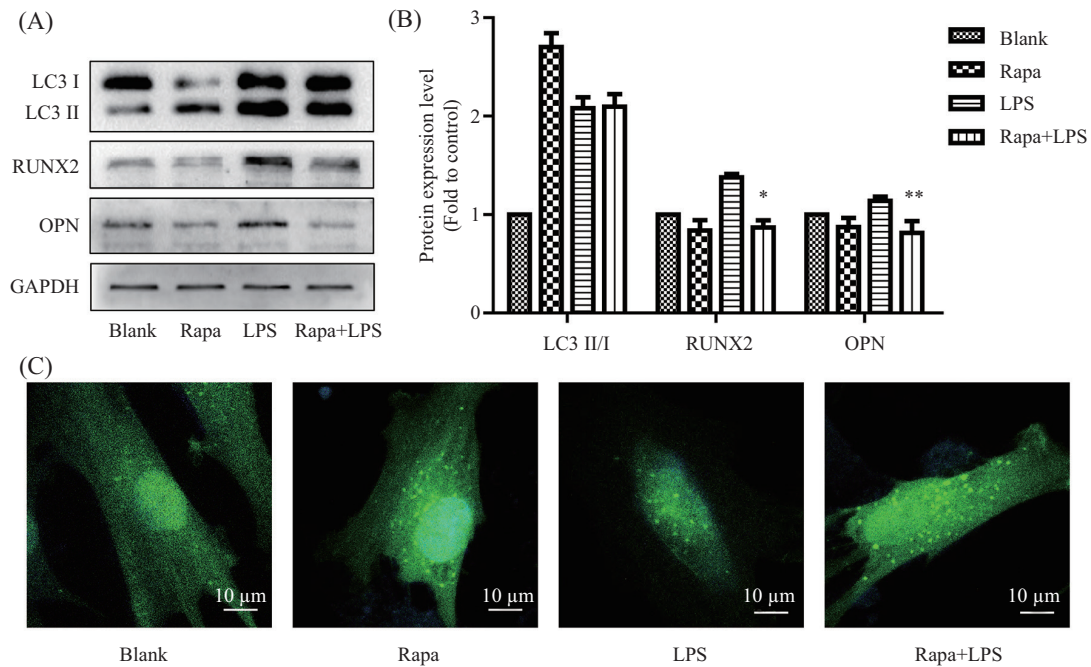 (A)
LC3 I
LC3 II
RUNX2
OPN
GAPDH
Blank Rapa LPS Rapa+LPS
(B)
Protein expression level
(Fold to control)
3
2
1
0
* **
LC3 II/I RUNX2 OPN
Blank
Rapa
LPS
Rapa+LPS
(C)
10 µm 10 µm 10 µm 10 µm
Blank Rapa LPS Rapa+LPS